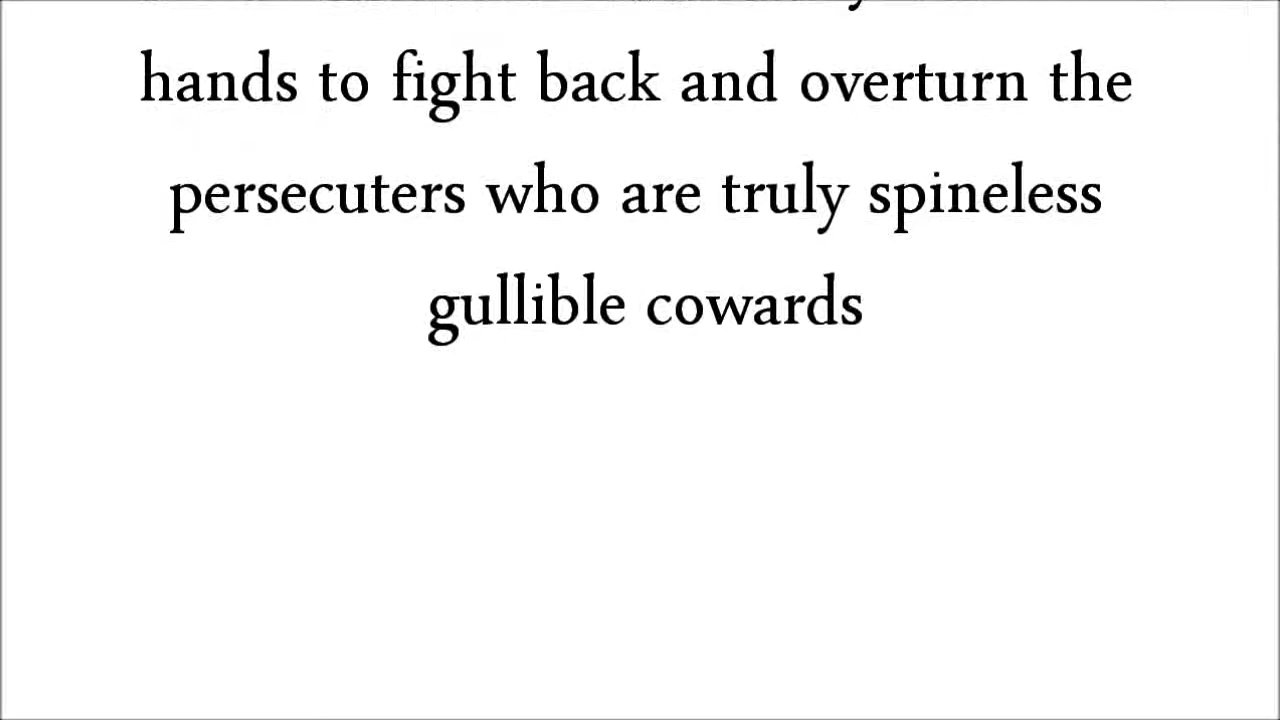 hands to fight back and overturn the
persecuters who are truly spineless
gullible cowards